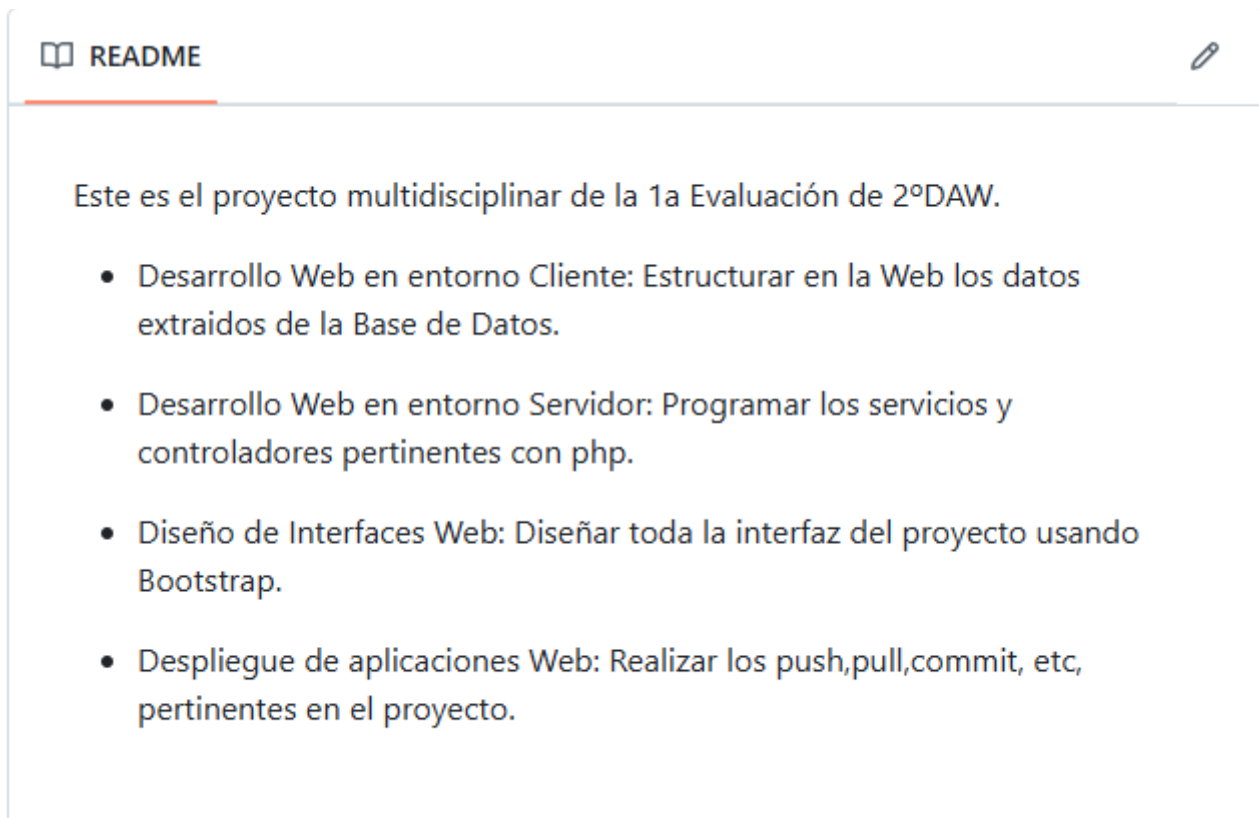 README
Este es el proyecto multidisciplinar de la 1a Evaluación de 2ºDAW.
• Desarrollo Web en entorno Cliente: Estructurar en la Web los datos
extraidos de la Base de Datos.
• Desarrollo Web en entorno Servidor: Programar los servicios y
controladores pertinentes con php.
• Diseño de Interfaces Web: Diseñar toda la interfaz del proyecto usando
Bootstrap.
• Despliegue de aplicaciones Web: Realizar los push,pull,commit, etc,
pertinentes en el proyecto.